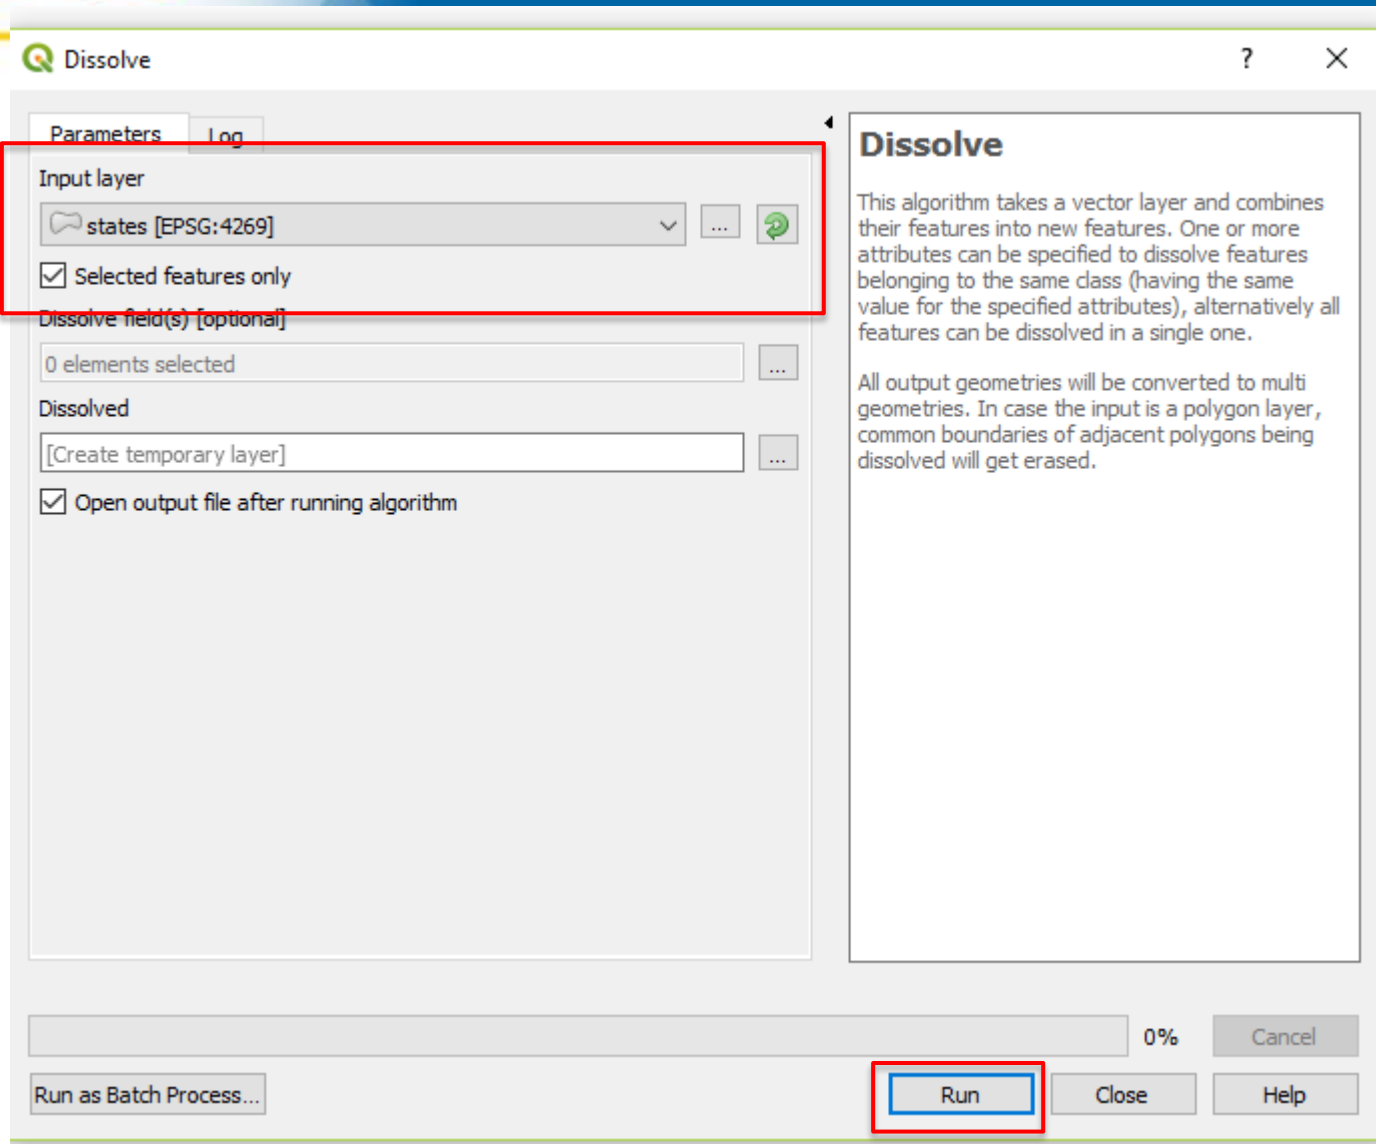 Dissolve
?
Parameters
Log
Input layer
states [EPSG:4269]
...
Selected features only
Dissolve field(s) [optional]
0 elements selected
...
Dissolved
[Create temporary layer]
...
Open output file after running algorithm
Dissolve
This algorithm takes a vector layer and combines
their features into new features. One or more
attributes can be specified to dissolve features
belonging to the same class (having the same
value for the specified attributes), alternatively all
features can be dissolved in a single one.
All output geometries will be converted to multi
geometries. In case the input is a polygon layer,
common boundaries of adjacent polygons being
dissolved will get erased.
0%
Cancel
Run as Batch Process...
Run
Close
Help